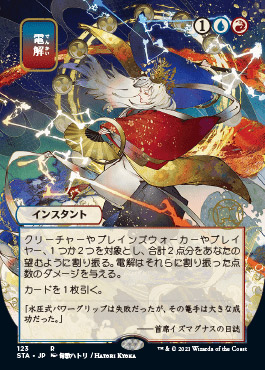 でんかい
電解
1
インスタント
クリーチャーやプレインズウォーカーやプレイ
ヤー、1つか2つを対象とし、合計2点分をあなたの
望むように割り振る。電解はそれらに割り振った点
数のダメージを与える。
カードを1枚引く。
「水圧式パワーグリップは失敗だったが、その篭手は大きな成
功だった。」
――首席イズマグナスの日誌
123 R
STA • JP 匈歌ハトリ / HATORI KYOKA
™ & © 2021 Wizards of the Coast